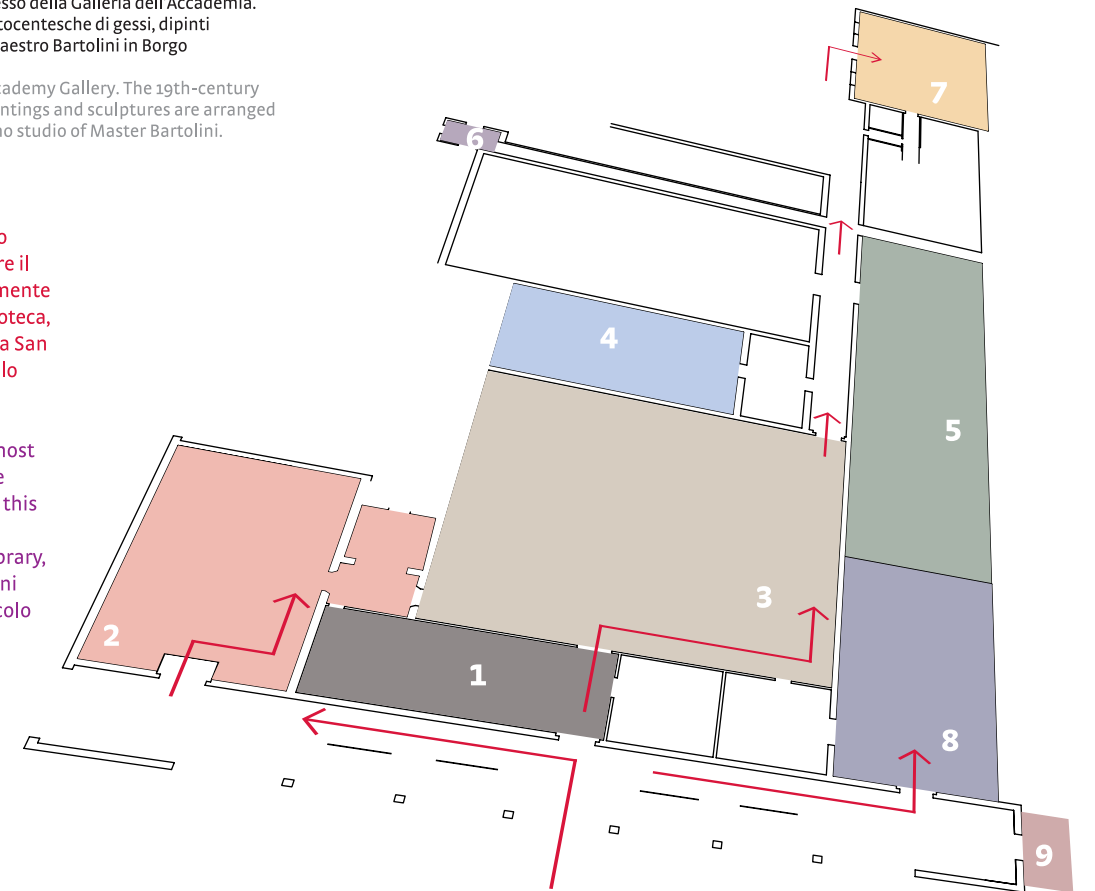 esso della Galleria dell'Accademia.
tocentesche di gessi, dipinti
aestro Bartolini in Borgo
cademy Gallery. The 19th-century
ntings and sculptures are arranged
no studio of Master Bartolini.
o
re il
mente
oteca,
a San
lo
most
e
this
brary,
ni
colo
7
6
4
5
3
2
1
8
9